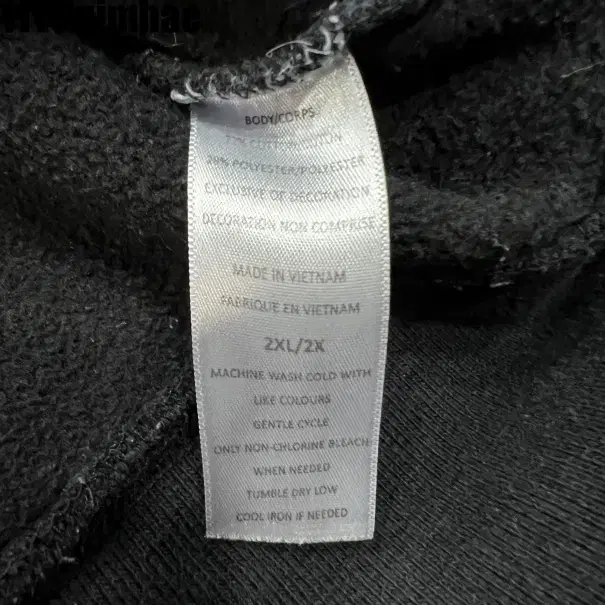 BODY/CORPS
COTTON/COTON
POLYESTER/POLYESTER
EXCLUSIVE OF DECORATION
DECORATION NON COMPRISE
MADE IN VIETNAM
FABRIQUE EN VIETNAM
2XL/2X
MACHINE WASH COLD WITH
LIKE COLOURS
GENTLE CYCLE
ONLY NON-CHLORINE BLEACH
WHEN NEEDED
TUMBLE DRY LOW
COOL IRON IF NEEDED